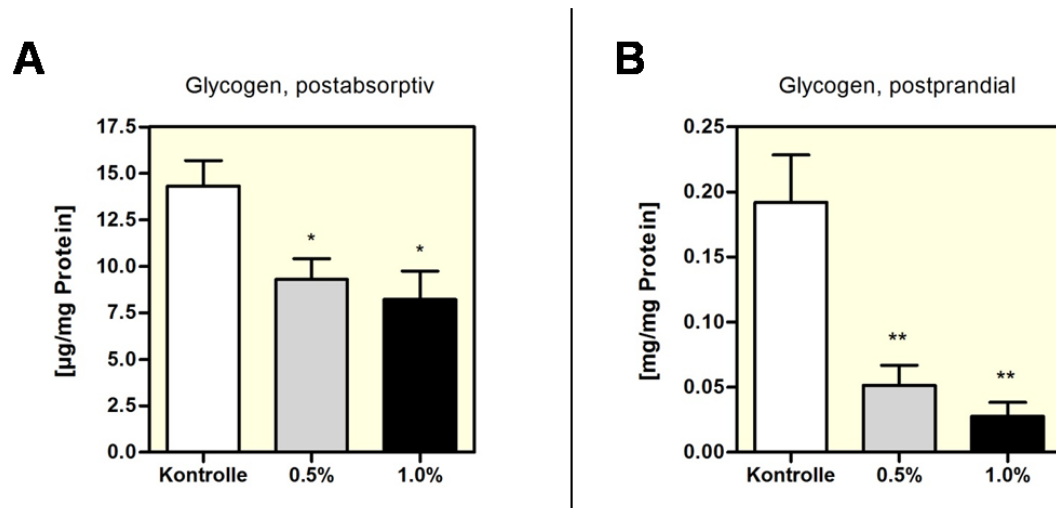 A
Glycogen, postabsorptiv
[µg/mg Protein]
17.5
15.0
12.5
10.0
7.5
5.0
2.5
0.0
*
*
Kontrolle 0.5% 1.0%
B
Glycogen, postprandial
[mg/mg Protein]
0.25
0.20
0.15
0.10
0.05
0.00
**
**
Kontrolle 0.5% 1.0%